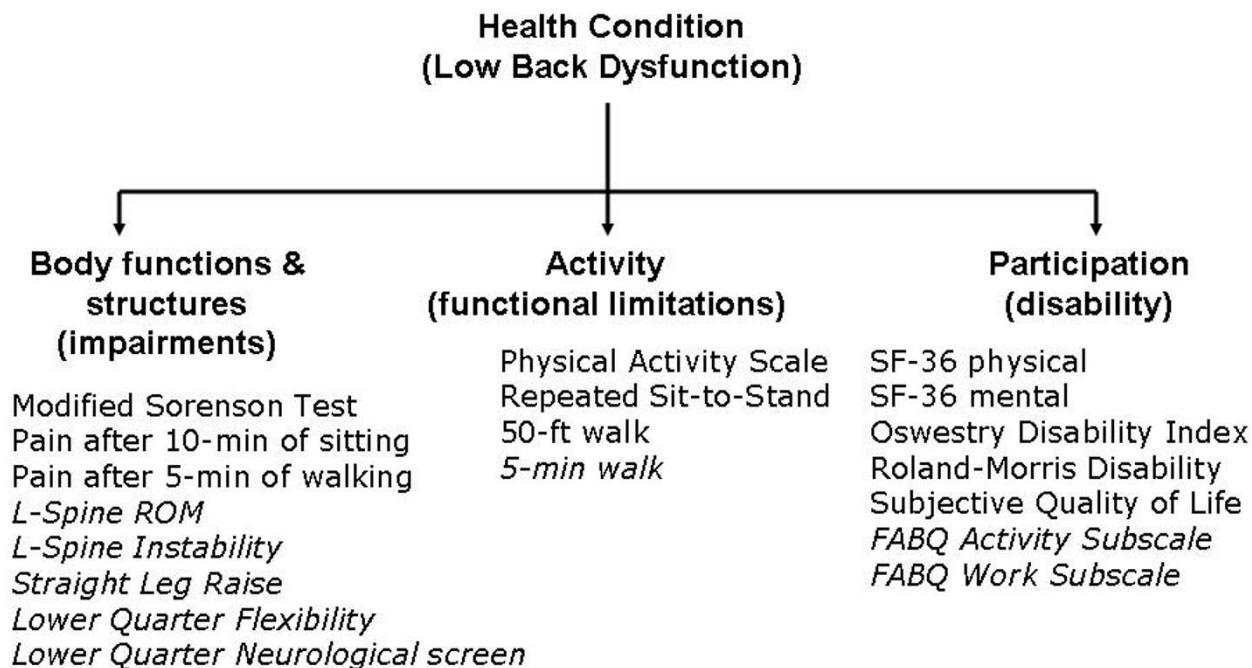 Health Condition
(Low Back Dysfunction)
Body functions &
structures
(impairments)
Modified Sorenson Test
Pain after 10-min of sitting
Pain after 5-min of walking
L-Spine ROM
L-Spine Instability
Straight Leg Raise
Lower Quarter Flexibility
Lower Quarter Neurological screen
Activity
(functional limitations)
Physical Activity Scale
Repeated Sit-to-Stand
50-ft walk
5-min walk
Participation
(disability)
SF-36 physical
SF-36 mental
Oswestry Disability Index
Roland-Morris Disability
Subjective Quality of Life
FABQ Activity Subscale
FABQ Work Subscale